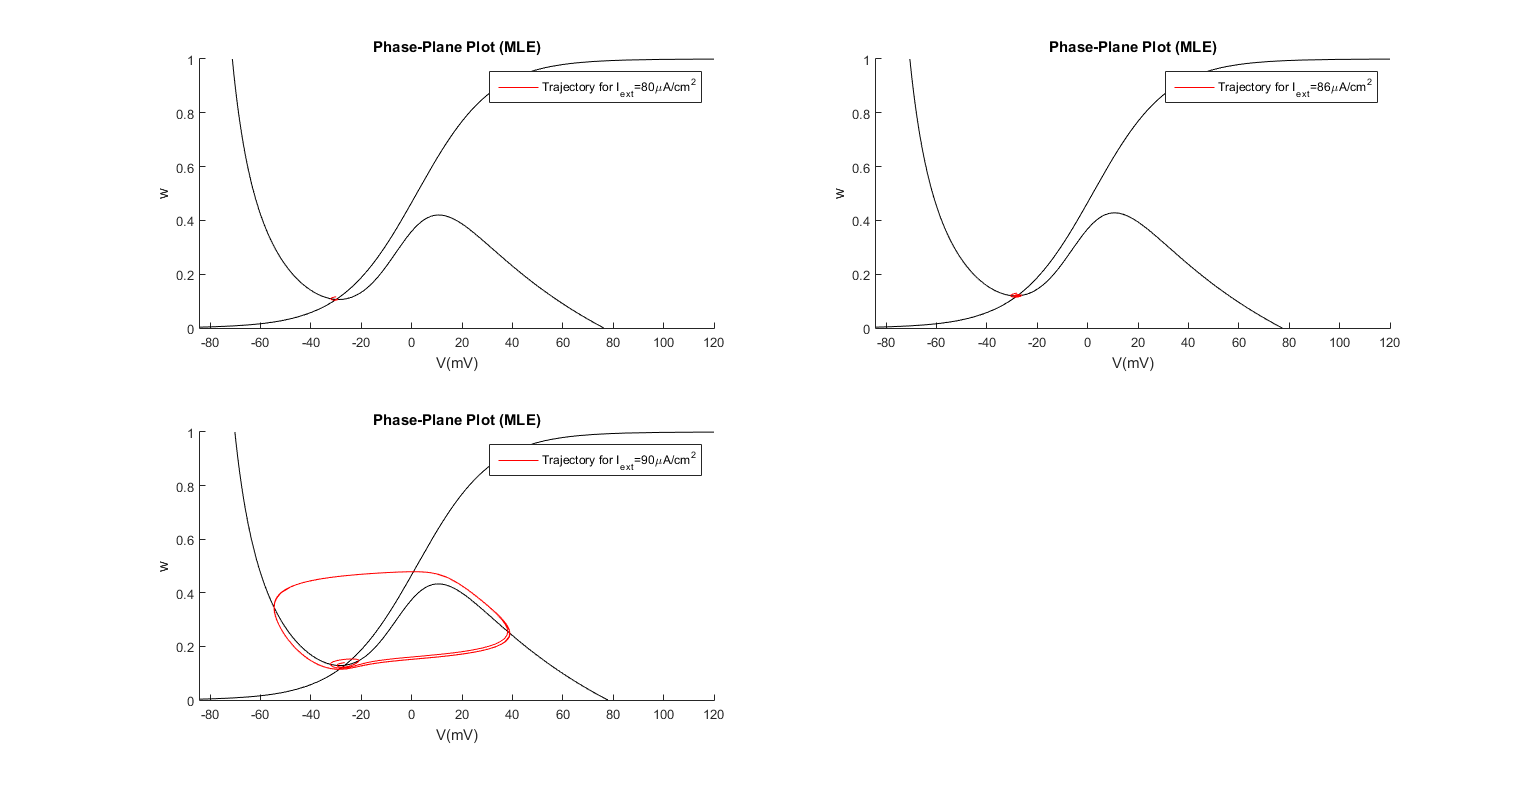 Phase-Plane Plot (MLE)
1
0.8
0.6
0.4
0.2
0
w
-80 -60 -40 -20 0 20 40 60 80 100 120
V(mV)
Trajectory for I_ext=80μA/cm²
Phase-Plane Plot (MLE)
1
0.8
0.6
0.4
0.2
0
w
-80 -60 -40 -20 0 20 40 60 80 100 120
V(mV)
Trajectory for I_ext=86μA/cm²
Phase-Plane Plot (MLE)
1
0.8
0.6
0.4
0.2
0
w
-80 -60 -40 -20 0 20 40 60 80 100 120
V(mV)
Trajectory for I_ext=90μA/cm²